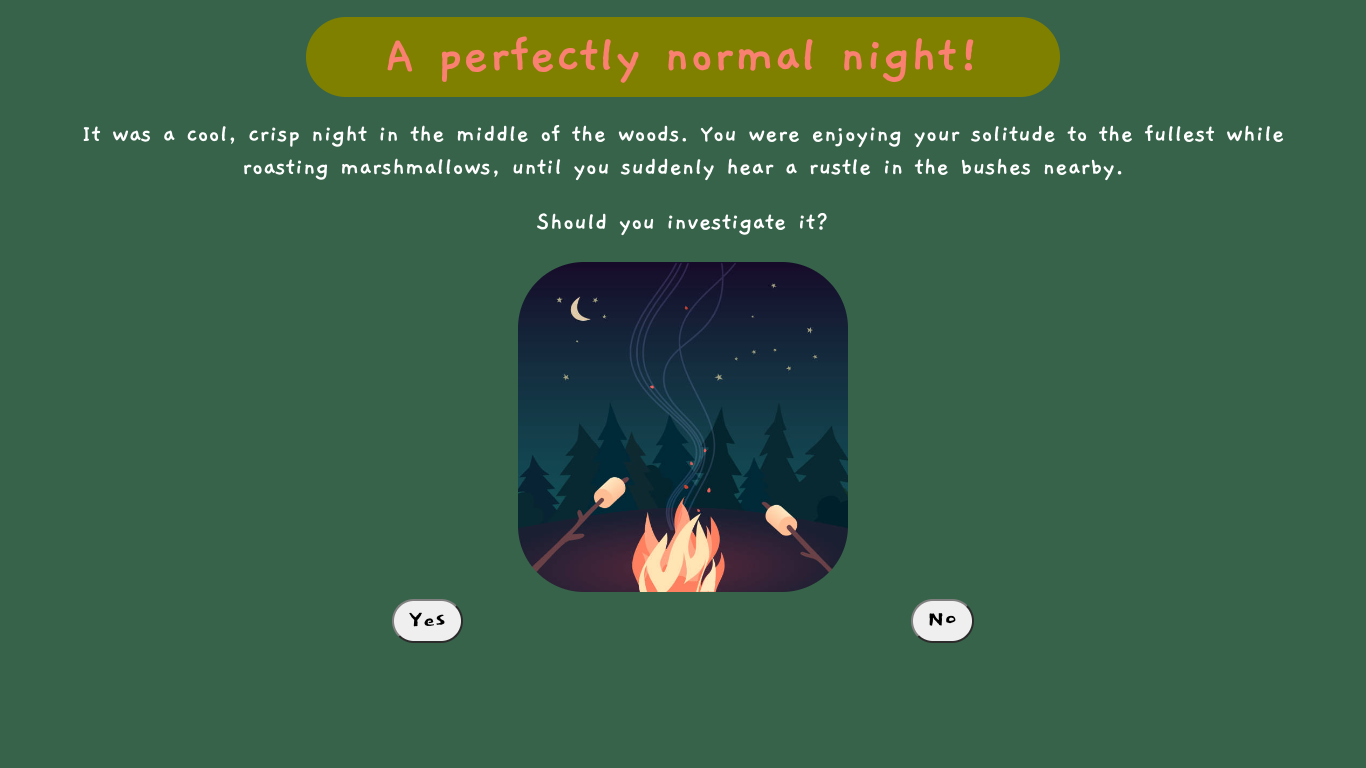 A perfectly normal night!
It was a cool, crisp night in the middle of the woods. You were enjoying your solitude to the fullest while
roasting marshmallows, until you suddenly hear a rustle in the bushes nearby.
Should you investigate it?
Yes
No